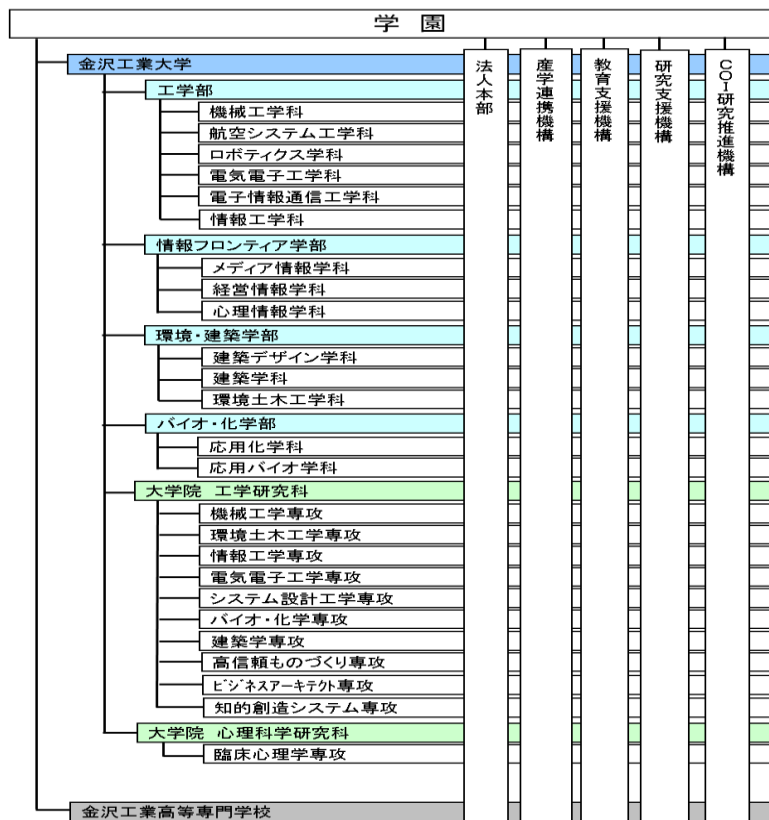 学園
金沢工業大学
工学部
機械工学科
航空システム工学科
ロボティクス学科
電気電子工学科
電子情報通信工学科
情報工学科
情報フロンティア学部
メディア情報学科
経営情報学科
心理情報学科
環境・建築学部
建築デザイン学科
建築学科
環境土木工学科
バイオ・化学部
応用化学科
応用バイオ学科
大学院 工学研究科
機械工学専攻
環境土木工学専攻
情報工学専攻
電気電子工学専攻
システム設計工学専攻
バイオ・化学専攻
建築学専攻
高信頼ものづくり専攻
ビジネスアーキテクト専攻
知的創造システム専攻
大学院 心理科学研究科
臨床心理学専攻
金沢工業高等専門学校
法人本部
産学連携機構
教育支援機構
研究支援機構
COI研究推進機構